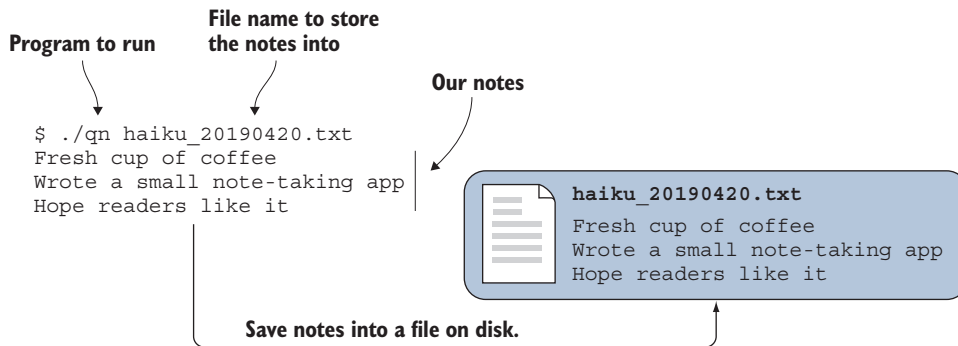 File name to store
the notes into
Program to run
Our notes
$ ./qn haiku_20190420.txt
Fresh cup of coffee
Wrote a small note-taking app
Hope readers like it
haiku_20190420.txt
Fresh cup of coffee
Wrote a small note-taking app
Hope readers like it
Save notes into a file on disk.